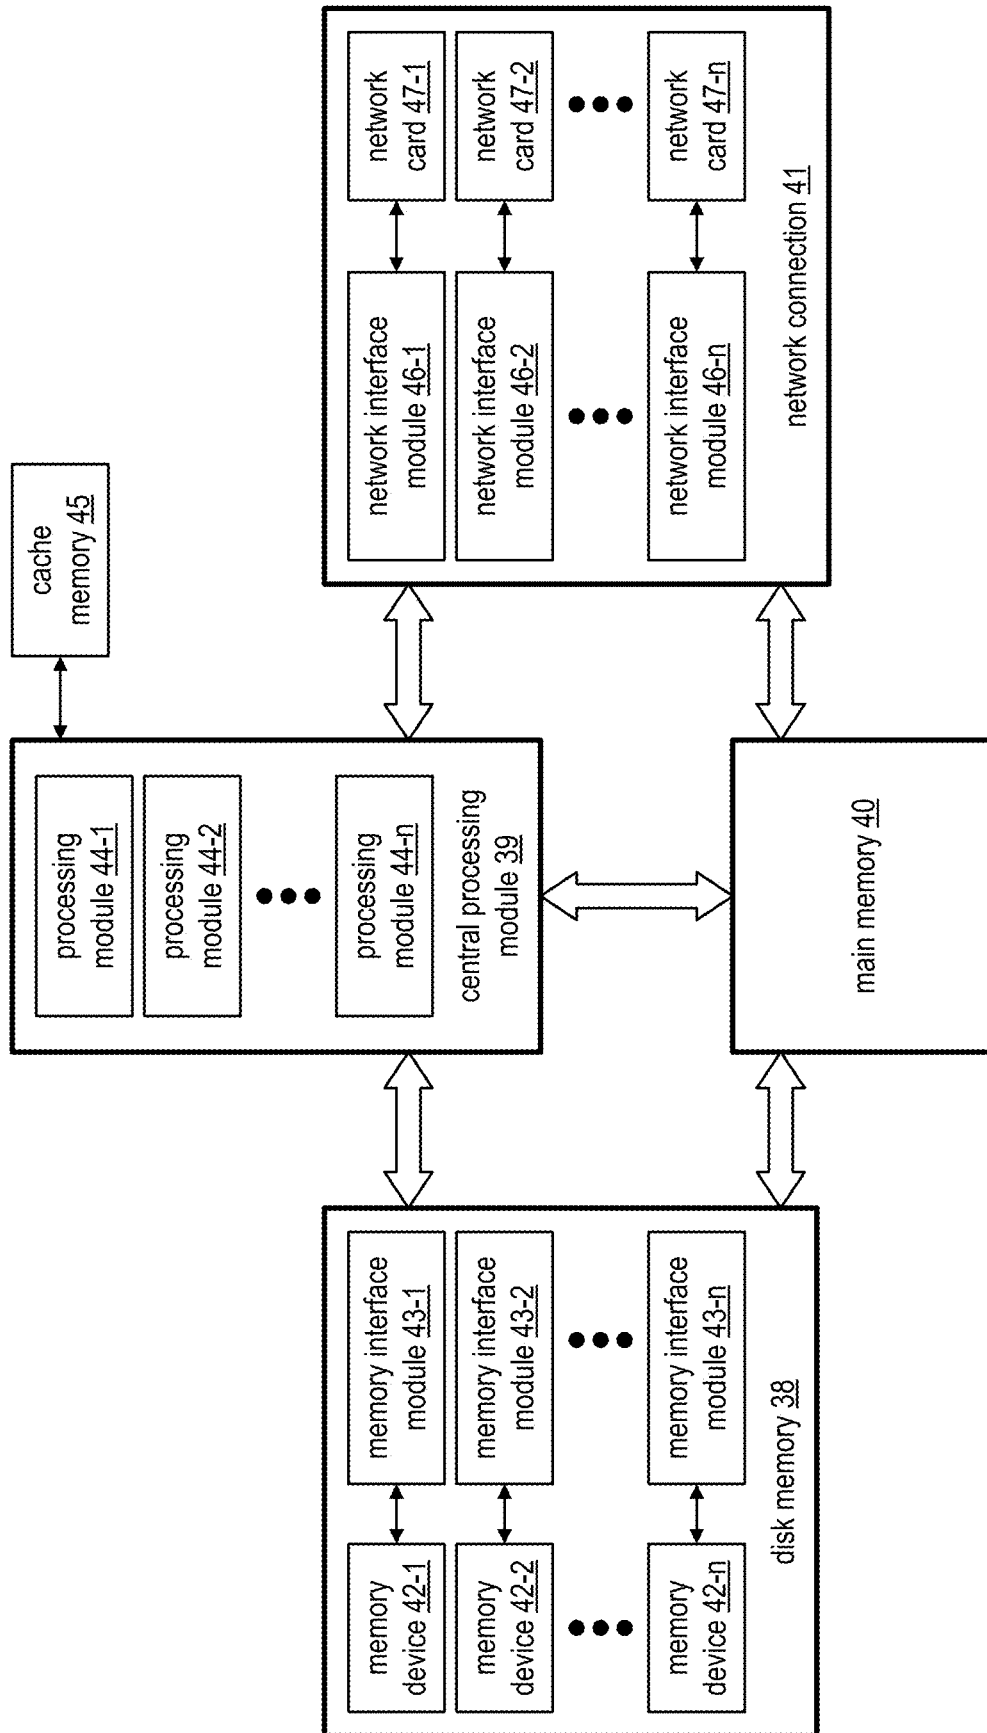 memory
device 42-1
memory interface
module 43-1
memory
device 42-2
memory interface
module 43-2
memory
device 42-n
memory interface
module 43-n
disk memory 38
processing
module 44-1
processing
module 44-2
processing
module 44-n
central processing
module 39
cache
memory 45
main memory 40
network interface
module 46-1
network
card 47-1
network interface
module 46-2
network
card 47-2
network interface
module 46-n
network
card 47-n
network connection 41